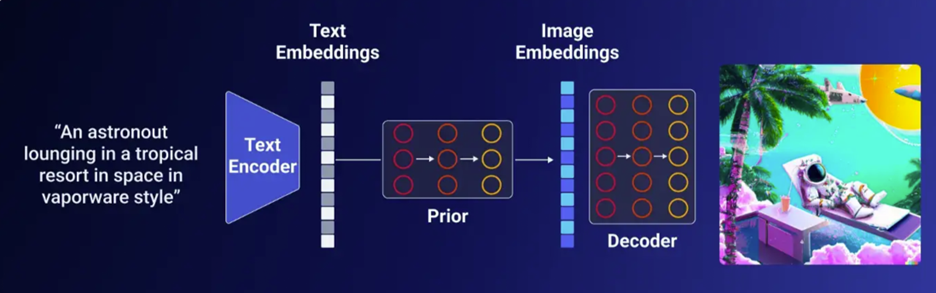 Text
Embeddings
Image
Embeddings
“An astronout
lounging in a tropical
resort in space in
vaporware style”
Text
Encoder
Prior
Decoder